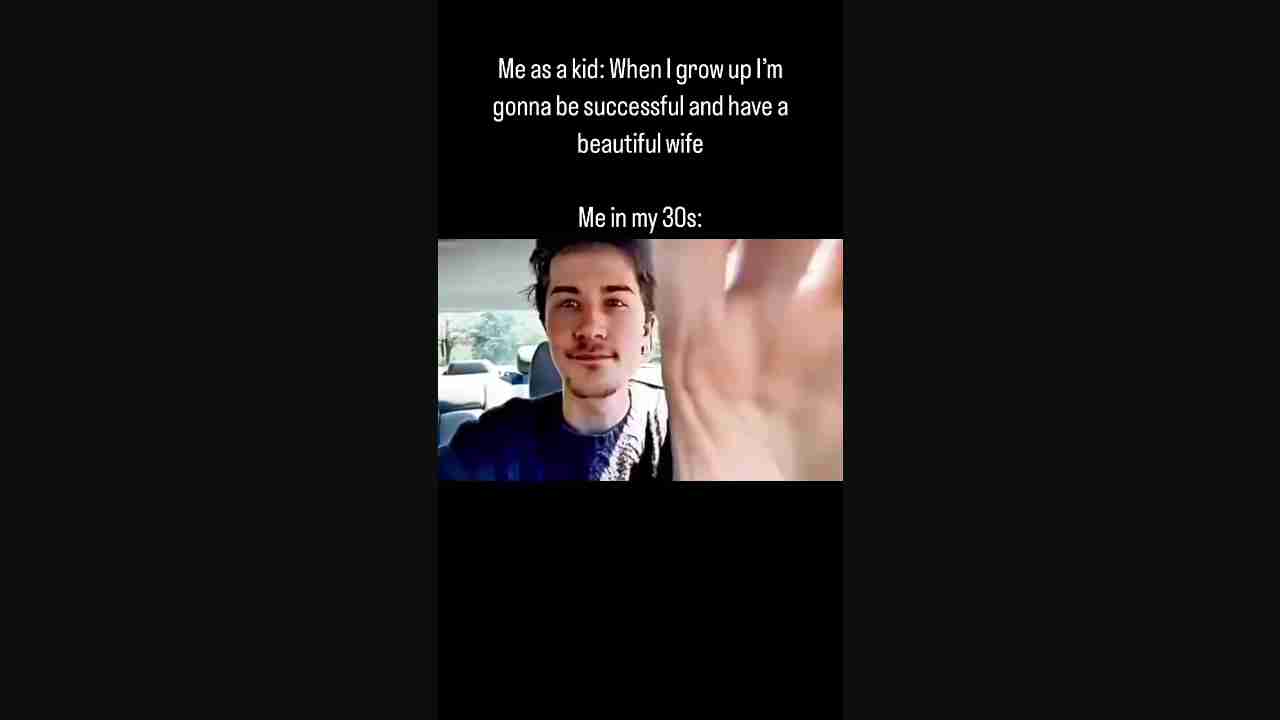 Me as a kid: When I grow up I’m
gonna be successful and have a
beautiful wife
Me in my 30s: